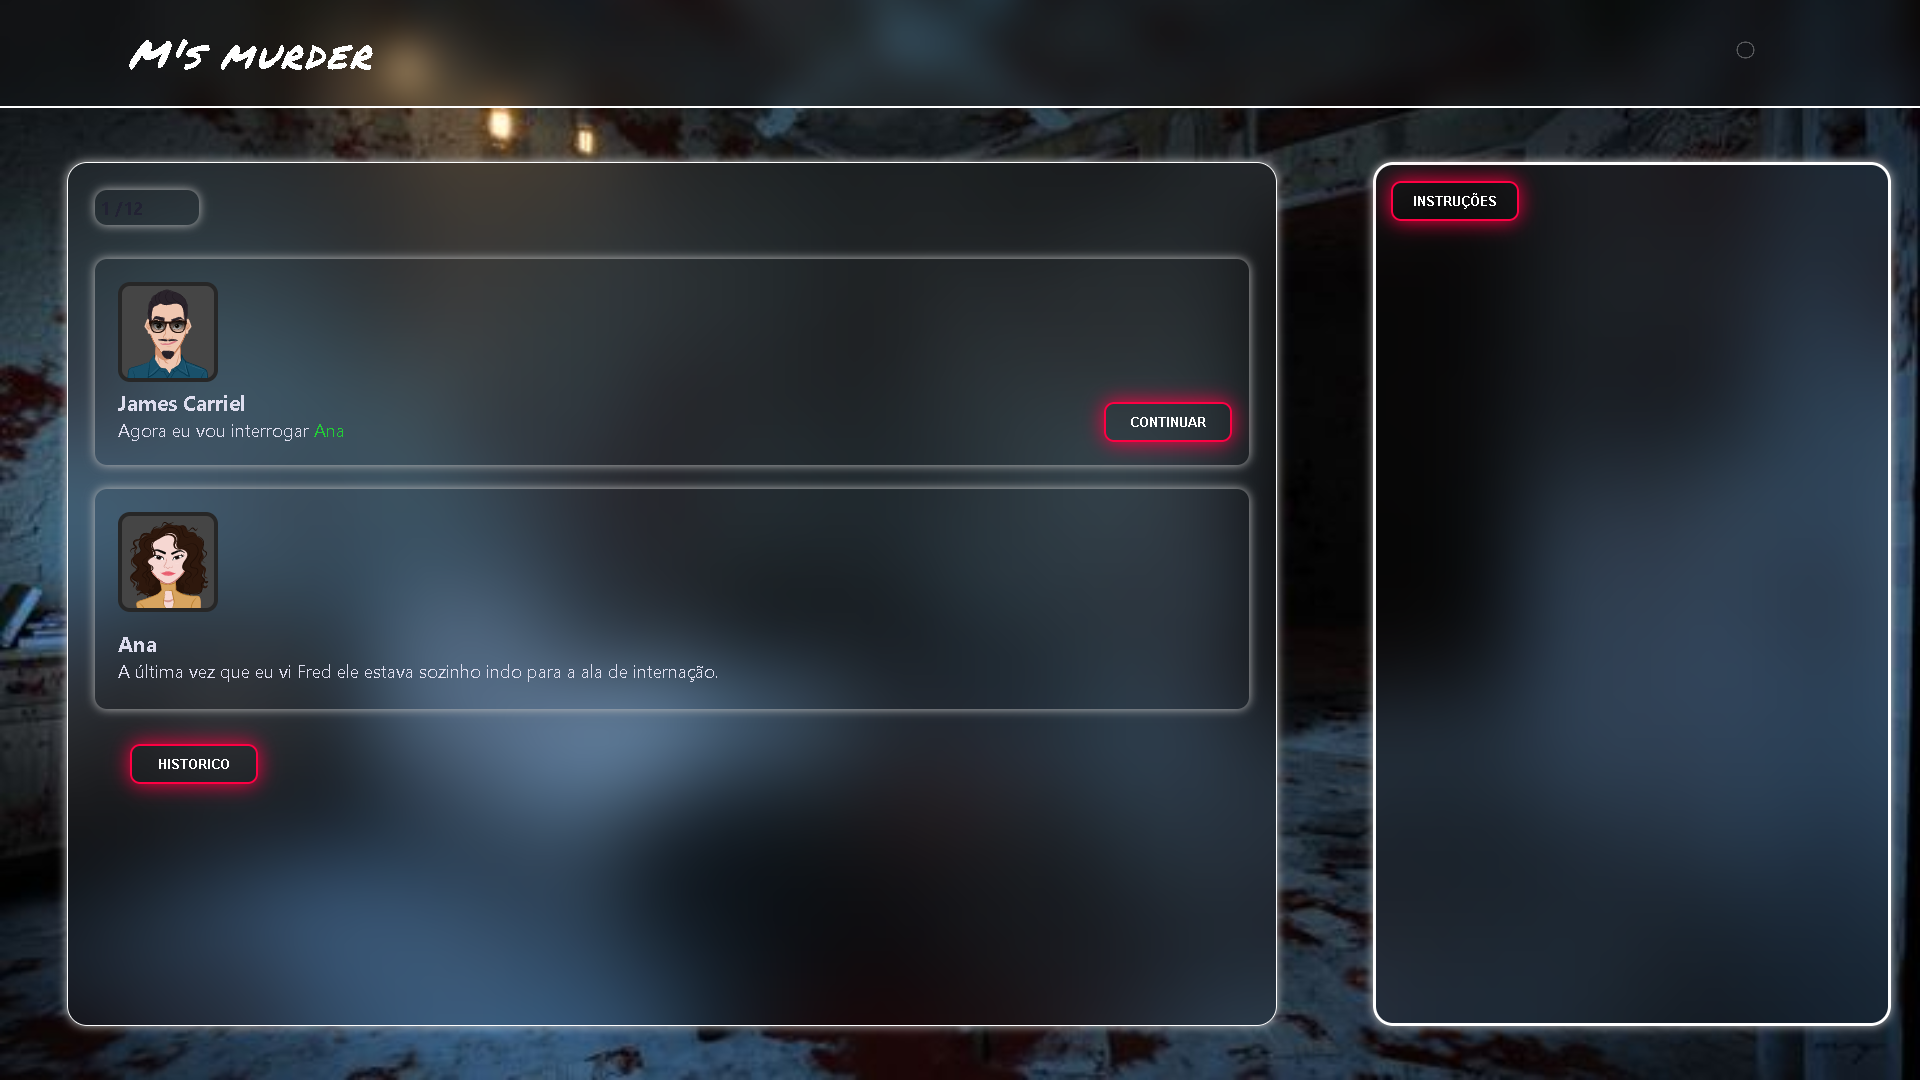 M's murder
1 / 12
INSTRUÇÕES
James Carriel
Agora eu vou interrogar Ana
CONTINUAR
Ana
A última vez que eu vi Fred ele estava sozinho indo para a ala de internação.
HISTORICO